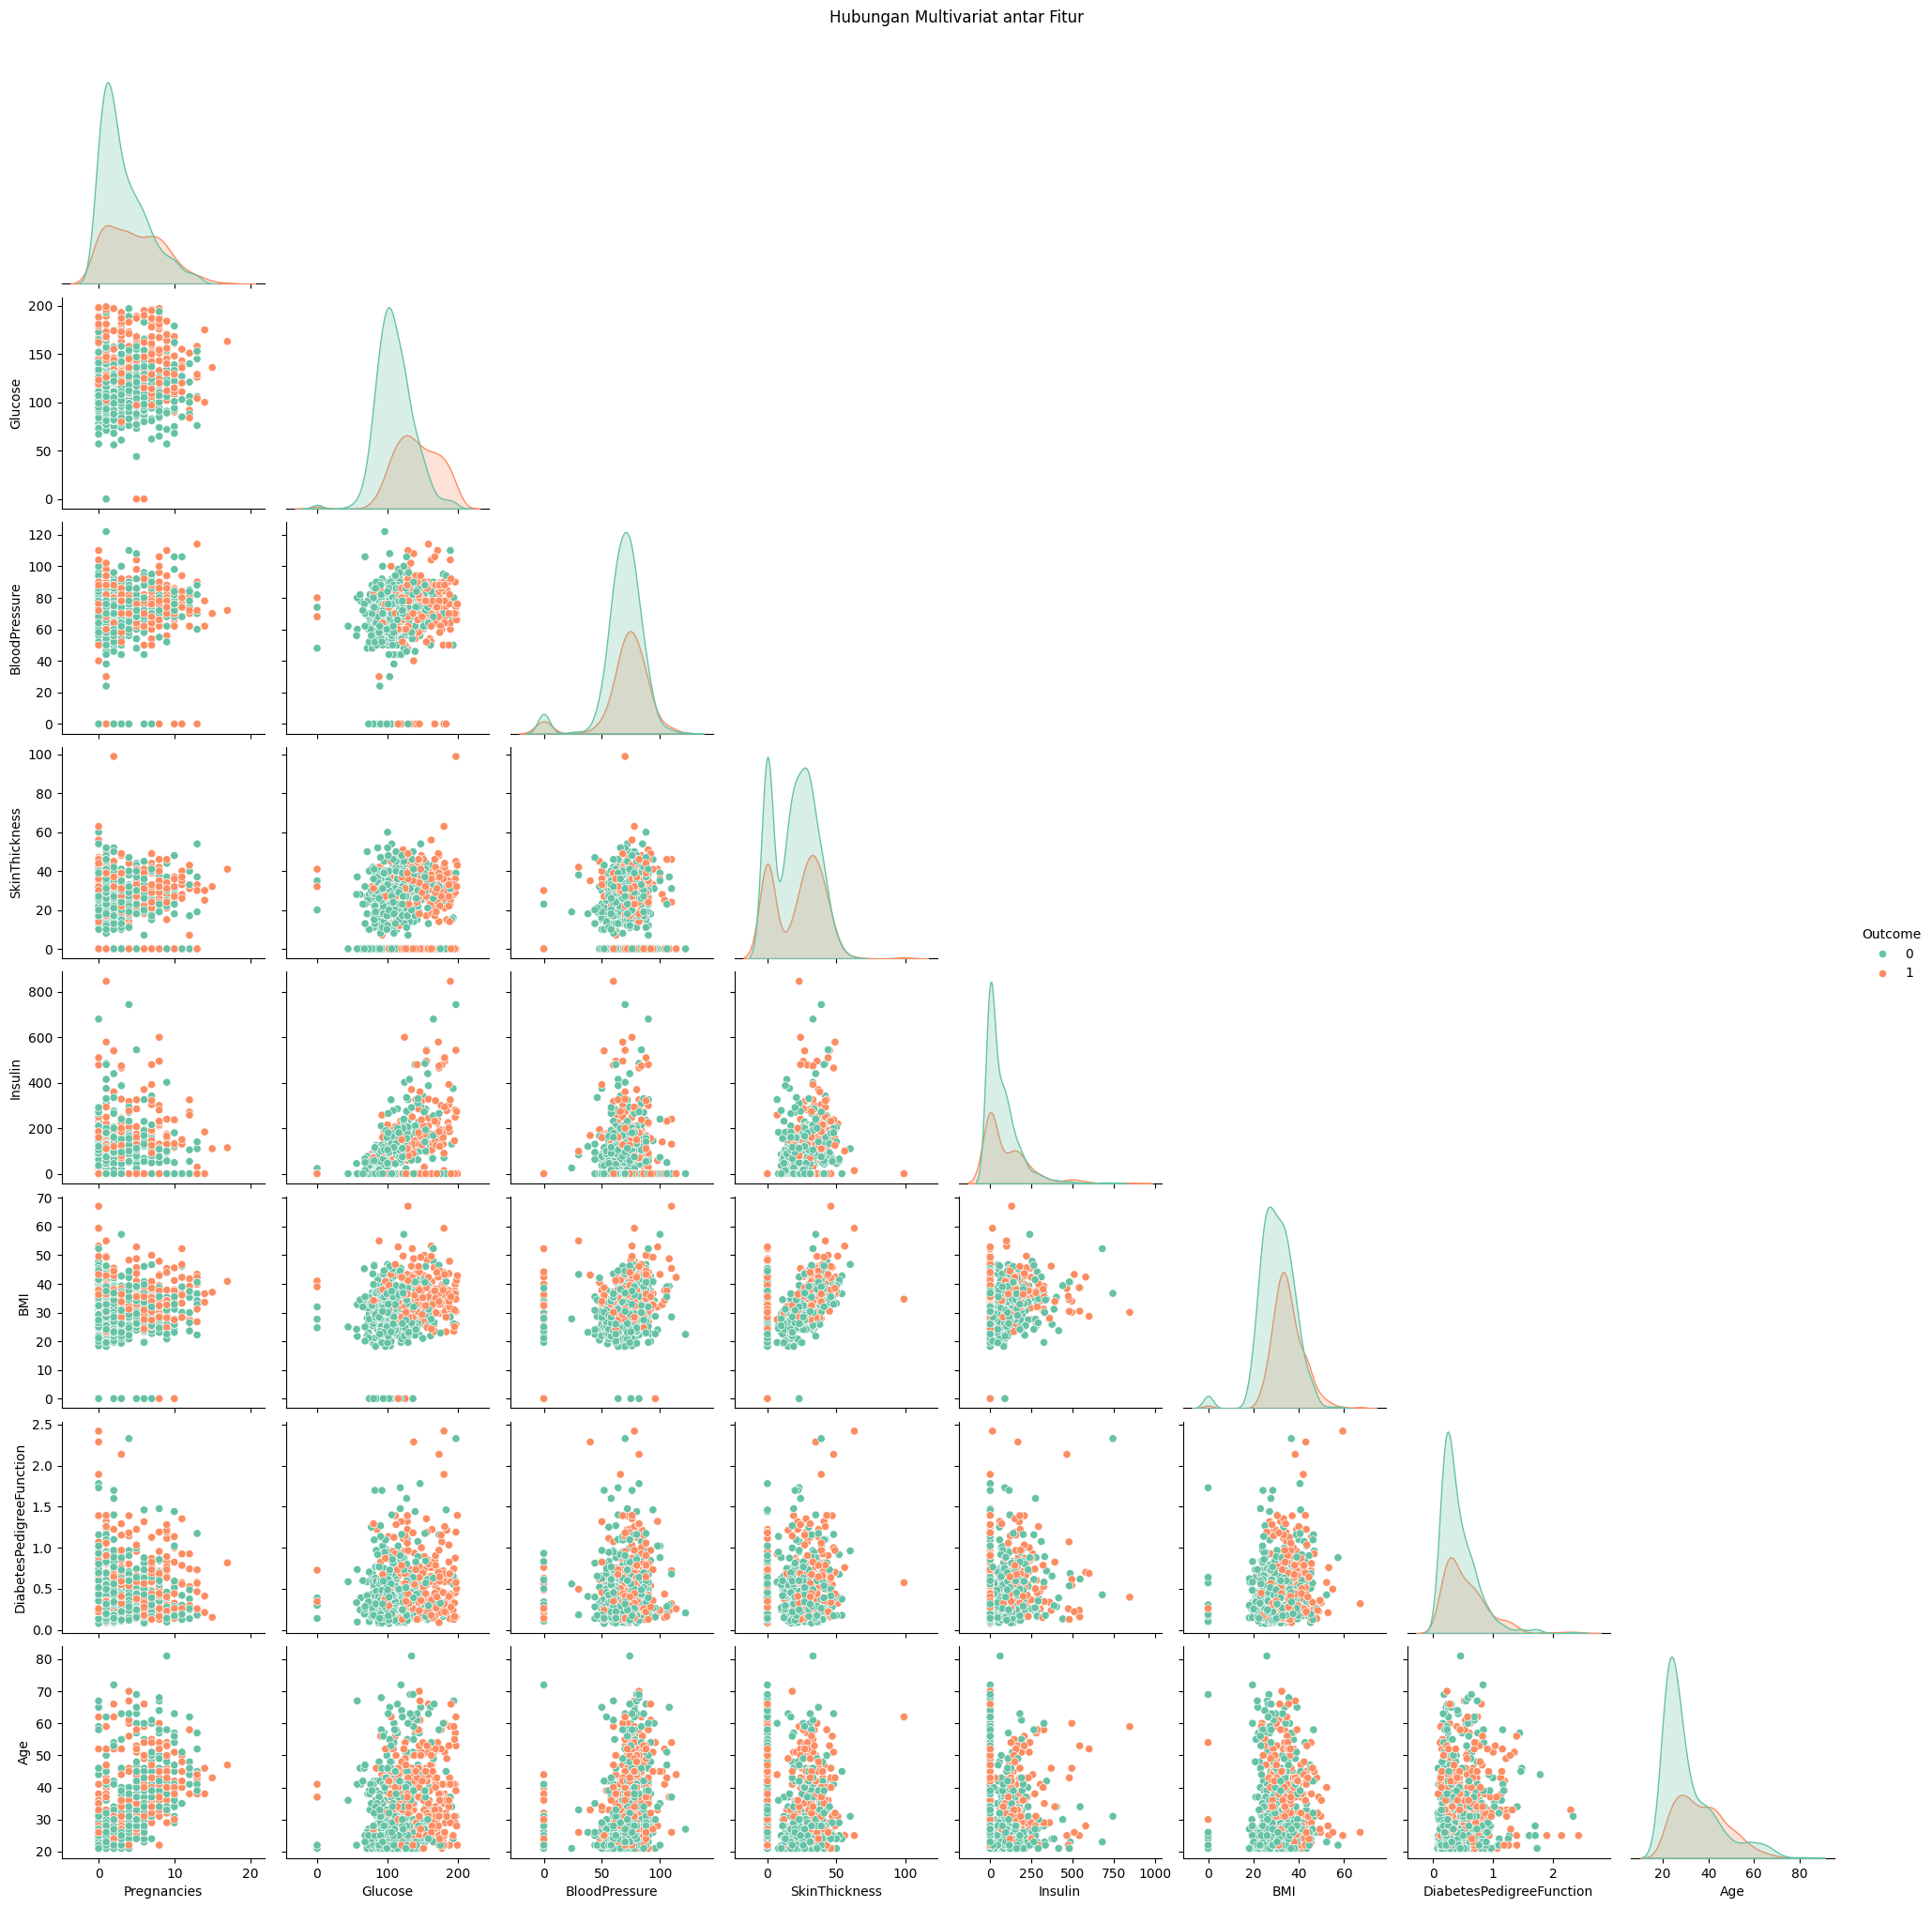 Hubungan Multivariat antar Fitur
200
150
100
50
0
Glucose
120
100
80
60
40
20
0
BloodPressure
100
80
60
40
20
0
SkinThickness
Outcome
0
1
800
600
400
200
0
Insulin
70
60
50
40
30
20
10
0
BMI
2.5
2.0
1.5
1.0
0.5
0.0
DiabetesPedigreeFunction
80
70
60
50
40
30
20
Age
0 10 20
Pregnancies
0 100 200
Glucose
0 50 100
BloodPressure
0 50 100
SkinThickness
0 250 500 750 1000
Insulin
0 20 40 60
BMI
0 1 2
DiabetesPedigreeFunction
20 40 60 80
Age